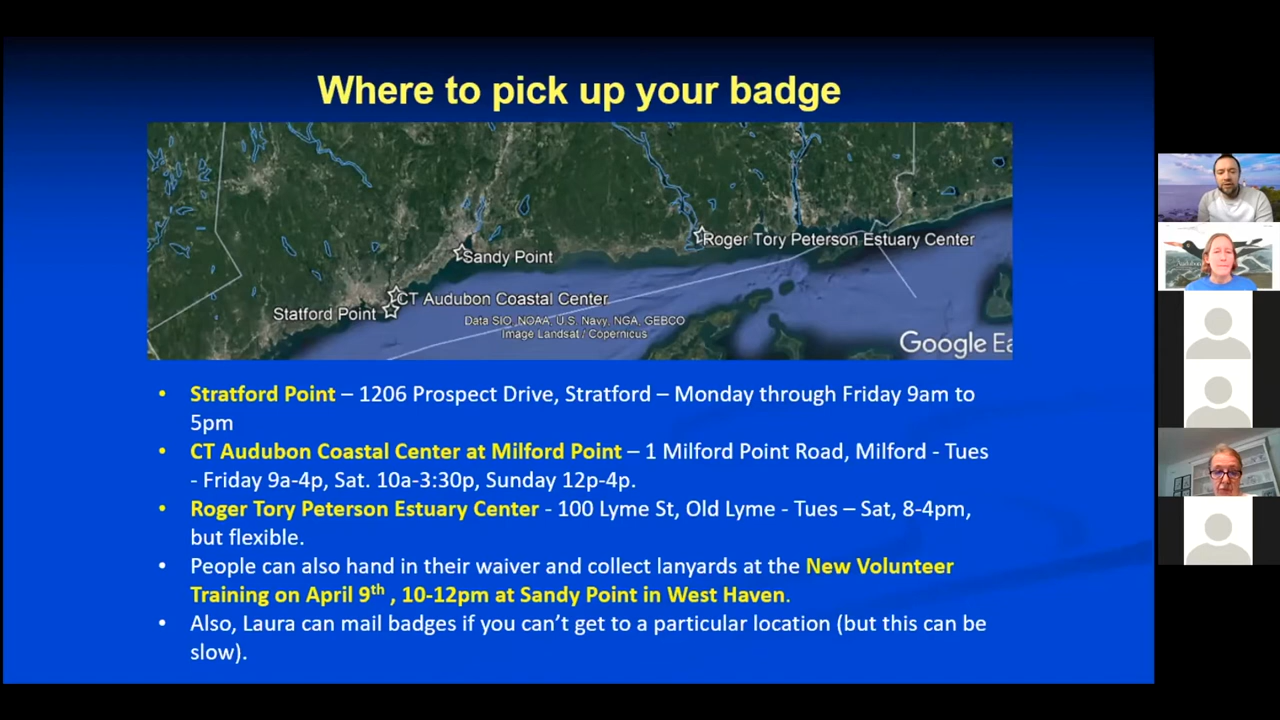 Where to pick up your badge
Roger Tory Peterson Estuary Center
Sandy Point
CT Audubon Coastal Center
Statford Point
Data SIO, NOAA, U.S. Navy, NGA, GEBCO
Image Landsat / Copernicus
Google Ea
• Stratford Point – 1206 Prospect Drive, Stratford – Monday through Friday 9am to
5pm
• CT Audubon Coastal Center at Milford Point – 1 Milford Point Road, Milford - Tues
- Friday 9a-4p, Sat. 10a-3:30p, Sunday 12p-4p.
• Roger Tory Peterson Estuary Center - 100 Lyme St, Old Lyme - Tues – Sat, 8-4pm,
but flexible.
• People can also hand in their waiver and collect lanyards at the New Volunteer
Training on April 9th , 10-12pm at Sandy Point in West Haven.
• Also, Laura can mail badges if you can’t get to a particular location (but this can be
slow).